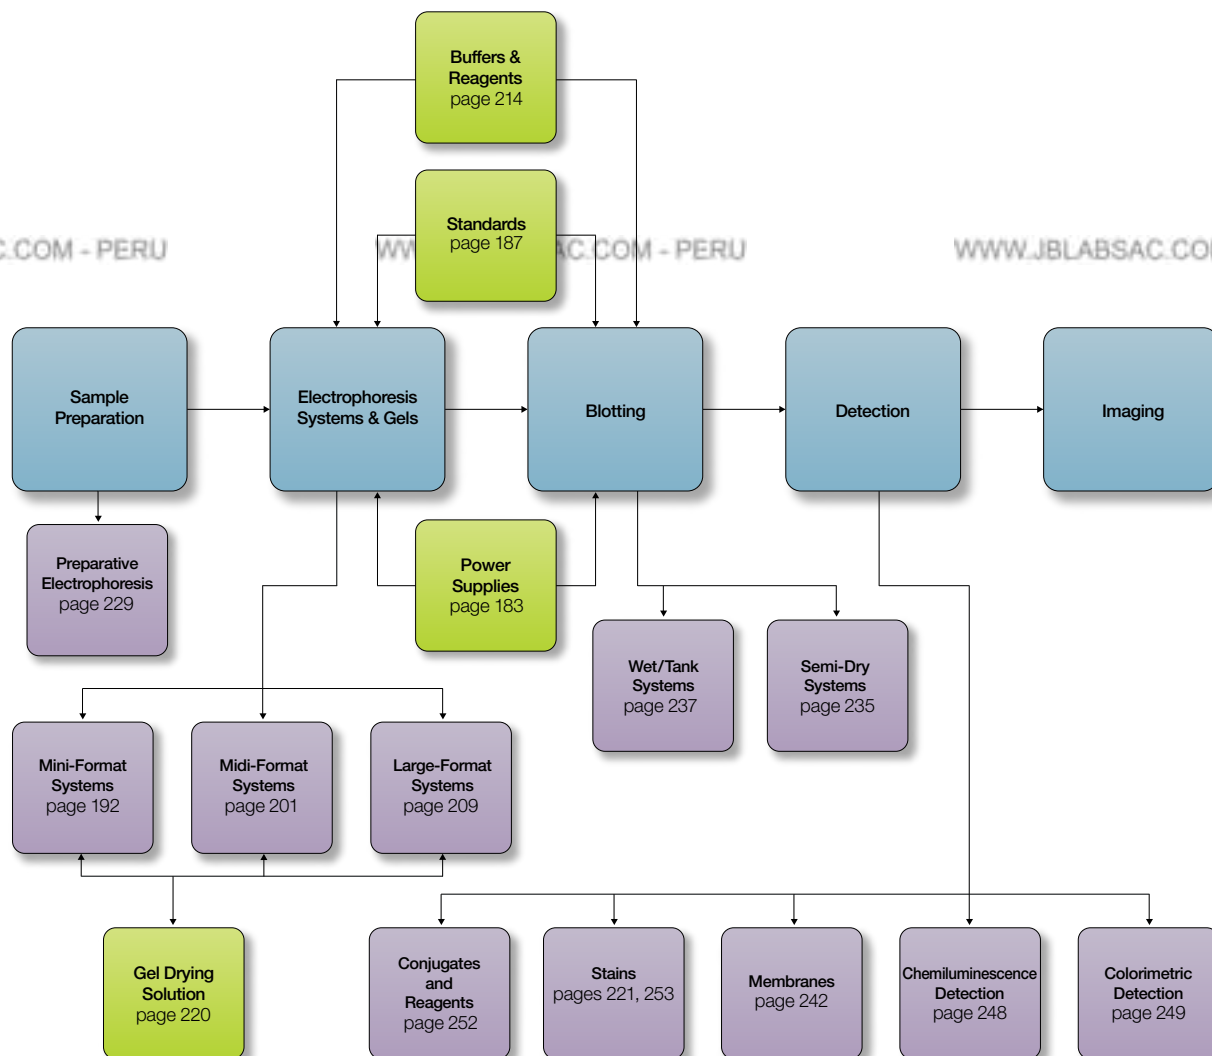 Buffers &
Reagents
page 214
Standards
page 187
C.COM - PERU
WW
AC.COM - PERU
WWW.JBLABSAC.CO
Sample
Preparation
Electrophoresis
Systems & Gels
Blotting
Detection
Imaging
Preparative
Electrophoresis
page 229
Power
Supplies
page 183
Wet/Tank
Systems
page 237
Semi-Dry
Systems
page 235
Mini-Format
Systems
page 192
Midi-Format
Systems
page 201
Large-Format
Systems
page 209
Gel Drying
Solution
page 220
Conjugates
and
Reagents
page 252
Stains
pages 221, 253
Membranes
page 242
Chemiluminescence
Detection
page 248
Colorimetric
Detection
page 249